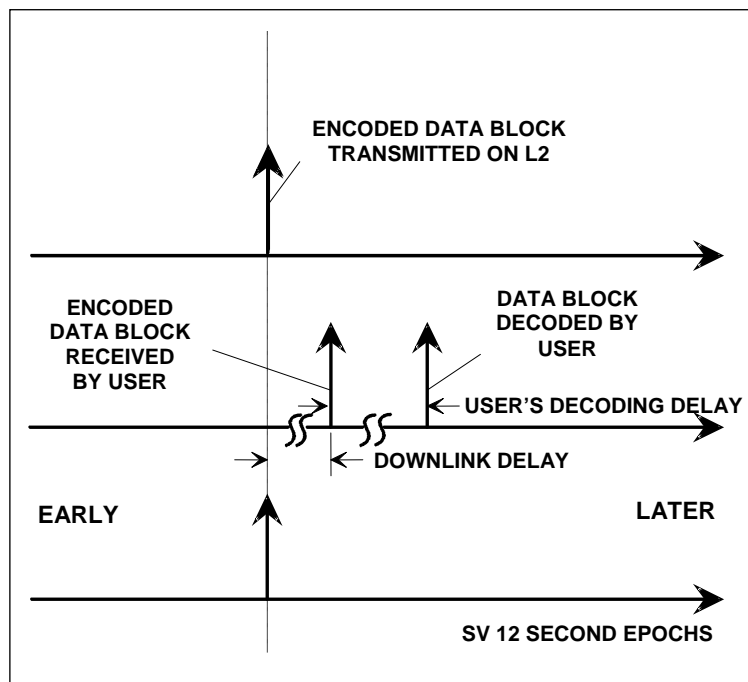 ENCODED DATA BLOCK
TRANSMITTED ON L2
ENCODED
DATA BLOCK
RECEIVED
BY USER
DATA BLOCK
DECODED BY
USER
USER'S DECODING DELAY
DOWNLINK DELAY
EARLY
LATER
SV 12 SECOND EPOCHS